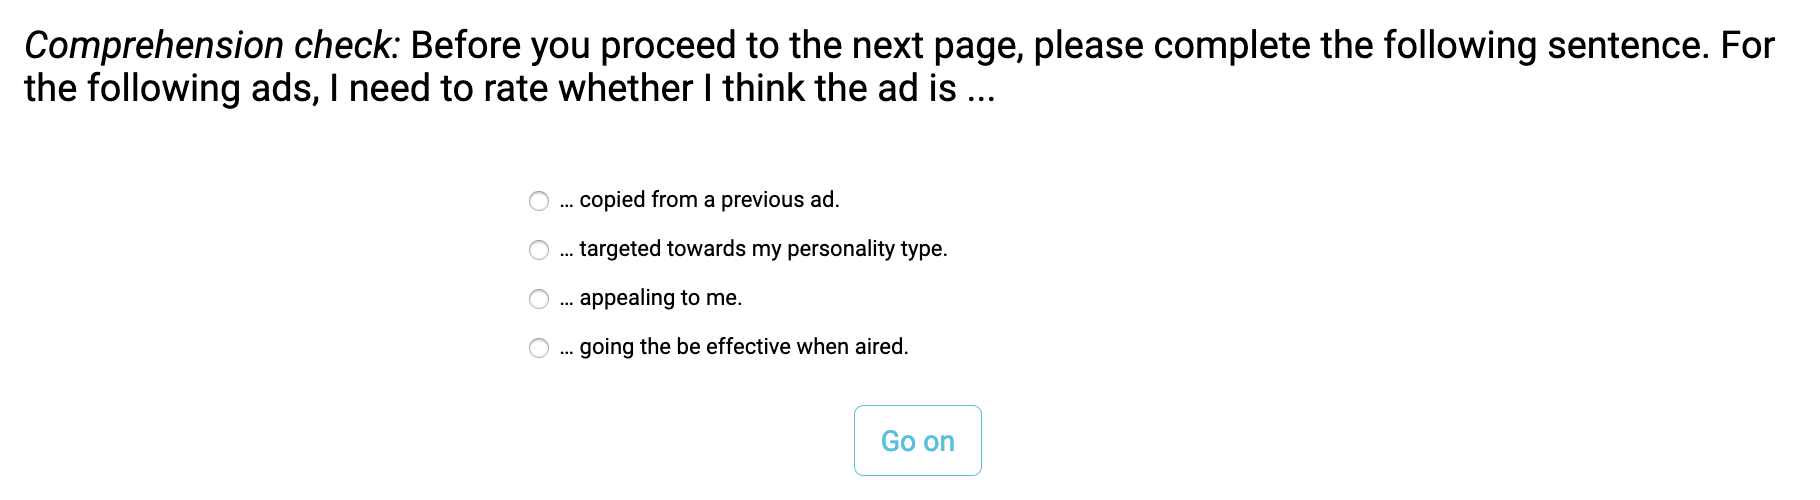 Comprehension check: Before you proceed to the next page, please complete the following sentence. For
the following ads, I need to rate whether I think the ad is ...
... copied from a previous ad.
... targeted towards my personality type.
... appealing to me.
... going the be effective when aired.
Go on